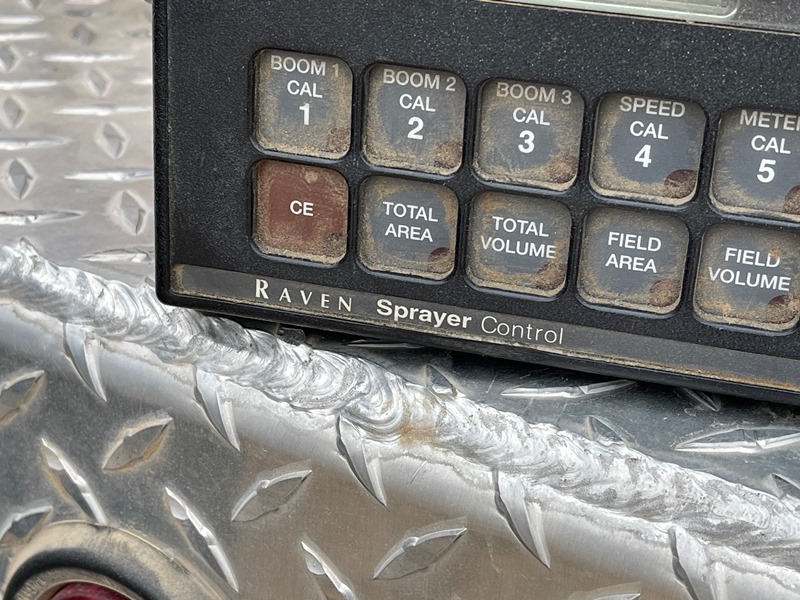 BOOM 1
CAL
1
BOOM 2
CAL
2
BOOM 3
CAL
3
SPEED
CAL
4
METER
CAL
5
CE
TOTAL
AREA
TOTAL
VOLUME
FIELD
AREA
FIELD
VOLUME
RAVEN Sprayer Control